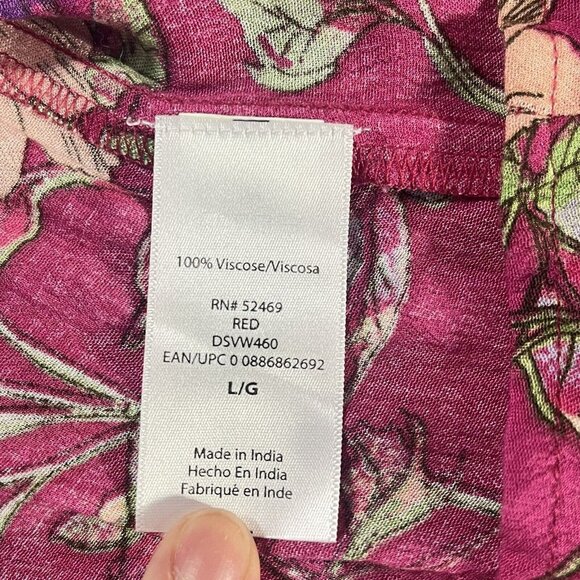 100% Viscose/Viscosa
RN# 52469
RED
DSVW460
EAN/UPC 0 0886862692
L/G
Made in India
Hecho En India
Fabriqué en Inde